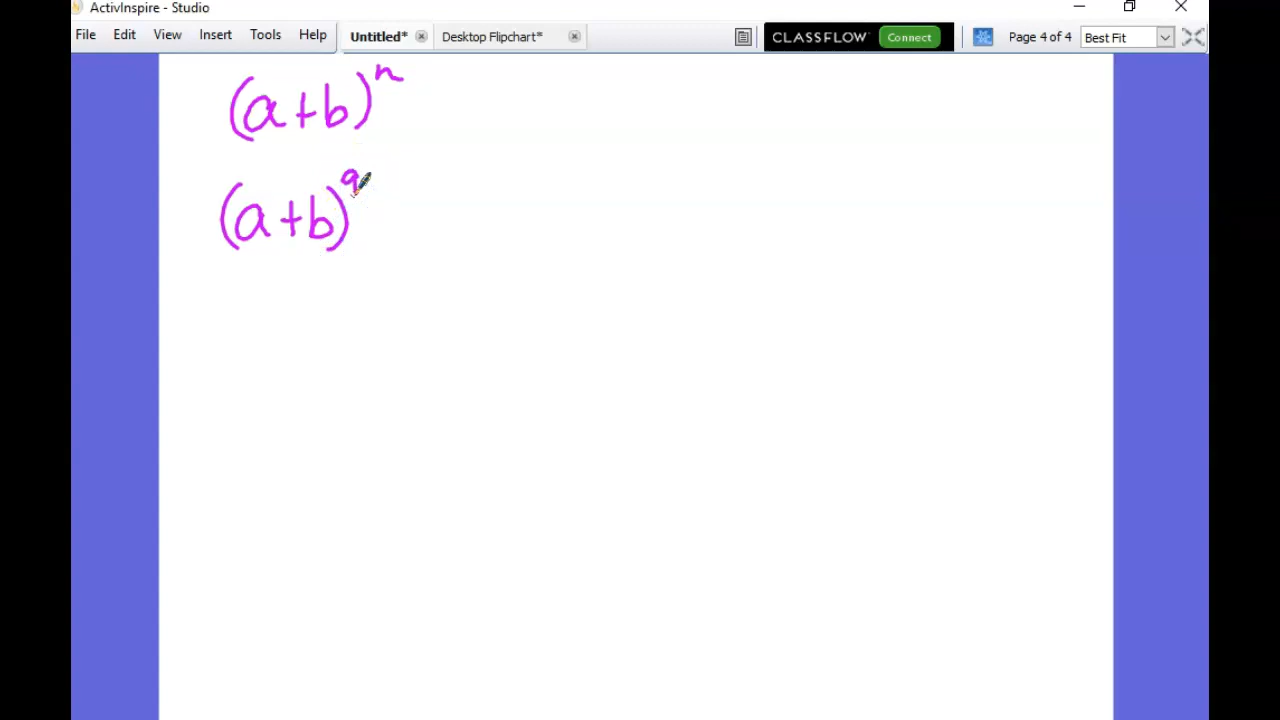 ActivInspire - Studio
File Edit View Insert Tools Help Untitled* Desktop Flipchart* CLASSFLOW Connect Page 4 of 4 Best Fit
(a+b)ⁿ
(a+b)⁹